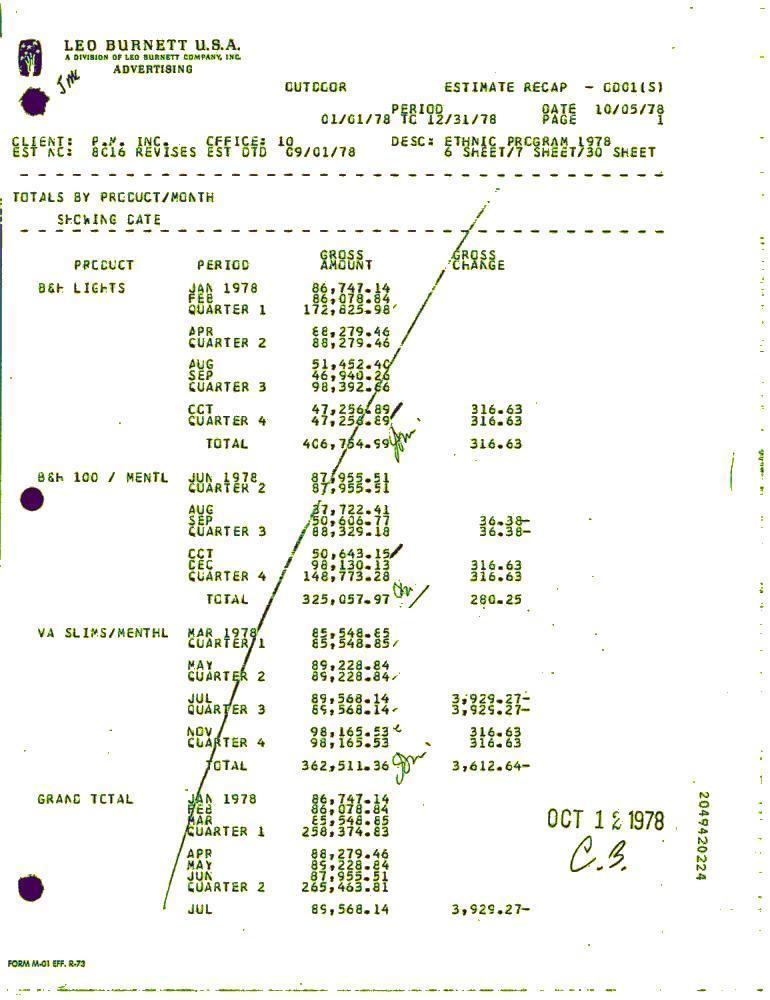 LEO BURNETT U.S.A.
A DIVISION OF LEO BURNETT COMPANY, INC.
ADVERTISING
OUTDOOR ESTIMATE RECAP - GD01(S)
PERIOD DATE 10/05/78
01/01/78 TO 12/31/78 PAGE 1
CLIENT: P.M. INC. OFFICE: 10 DESC: ETHNIC PROGRAM 1978
EST NO: 8016 REVISES EST DTD 09/01/78 6 SHEET/7 SHEET/30 SHEET
TOTALS BY PRODUCT/MONTH
SHOWING DATE
GROSS GROSS
PRODUCT PERIOD AMOUNT CHANGE
B&H LIGHTS JAN 1978 86,747.14
FEB 86,078.84
QUARTER 1 172,825.98
APR 88,279.46
QUARTER 2 88,279.46
AUG 51,452.40
SEP 46,940.26
QUARTER 3 98,392.66
OCT 47,256.89 316.63
QUARTER 4 47,256.89 316.63
TOTAL 406,754.99 316.63
B&H 100 / MENTL JUN 1978 87,955.51
QUARTER 2 87,955.51
AUG 37,722.41
SEP 50,606.77 36.38-
QUARTER 3 88,329.18 36.38-
OCT 50,643.15
DEC 98,130.13 316.63
QUARTER 4 148,773.28 316.63
TOTAL 325,057.97 280.25
VA SLIMS/MENTHL MAR 1978 85,548.85
QUARTER 1 85,548.85
MAY 89,228.84
QUARTER 2 89,228.84
JUL 89,568.14 3,929.27-
QUARTER 3 89,568.14 3,929.27-
NOV 98,165.53 316.63
QUARTER 4 98,165.53 316.63
TOTAL 362,511.36 3,612.64-
GRAND TOTAL JAN 1978 86,747.14
FEB 86,078.84
MAR 85,548.85
QUARTER 1 258,374.83
APR 88,279.46
MAY 89,228.84
JUN 87,955.51
QUARTER 2 265,463.81
JUL 89,568.14 3,929.27-
OCT 12 1978
C.B.
2049420224
FORM M-01 EFF. R-73